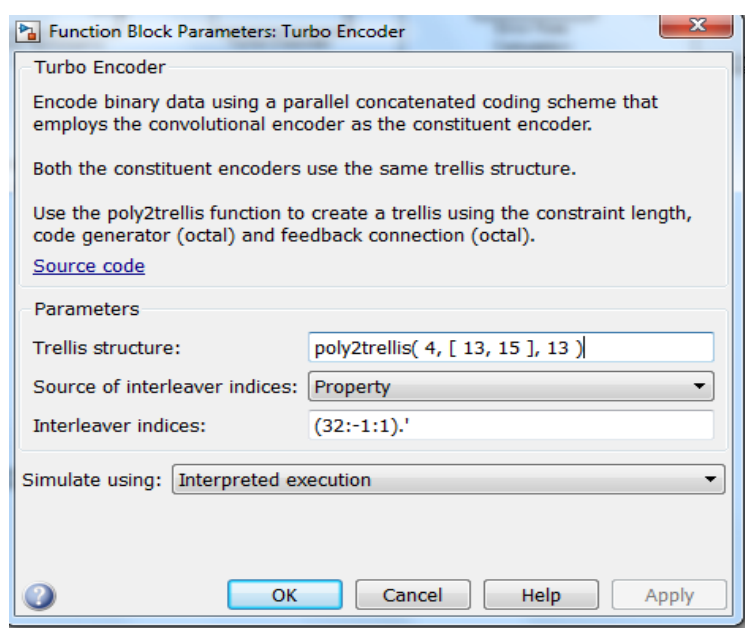 Function Block Parameters: Turbo Encoder
Turbo Encoder
Encode binary data using a parallel concatenated coding scheme that
employs the convolutional encoder as the constituent encoder.
Both the constituent encoders use the same trellis structure.
Use the poly2trellis function to create a trellis using the constraint length,
code generator (octal) and feedback connection (octal).
Source code
Parameters
Trellis structure: poly2trellis( 4, [ 13, 15 ], 13 )
Source of interleaver indices: Property
Interleaver indices: (32:-1:1).'
Simulate using: Interpreted execution
OK Cancel Help Apply